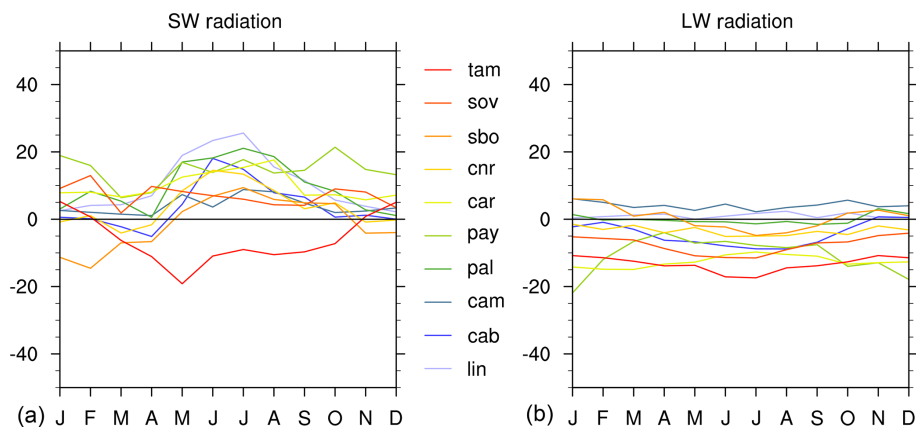 SW radiation
LW radiation
40
20
0
-20
-40
J F M A M J J A S O N D
(a)
tam
sov
sbo
cnr
car
pay
pal
cam
cab
lin
40
20
0
-20
-40
J F M A M J J A S O N D
(b)